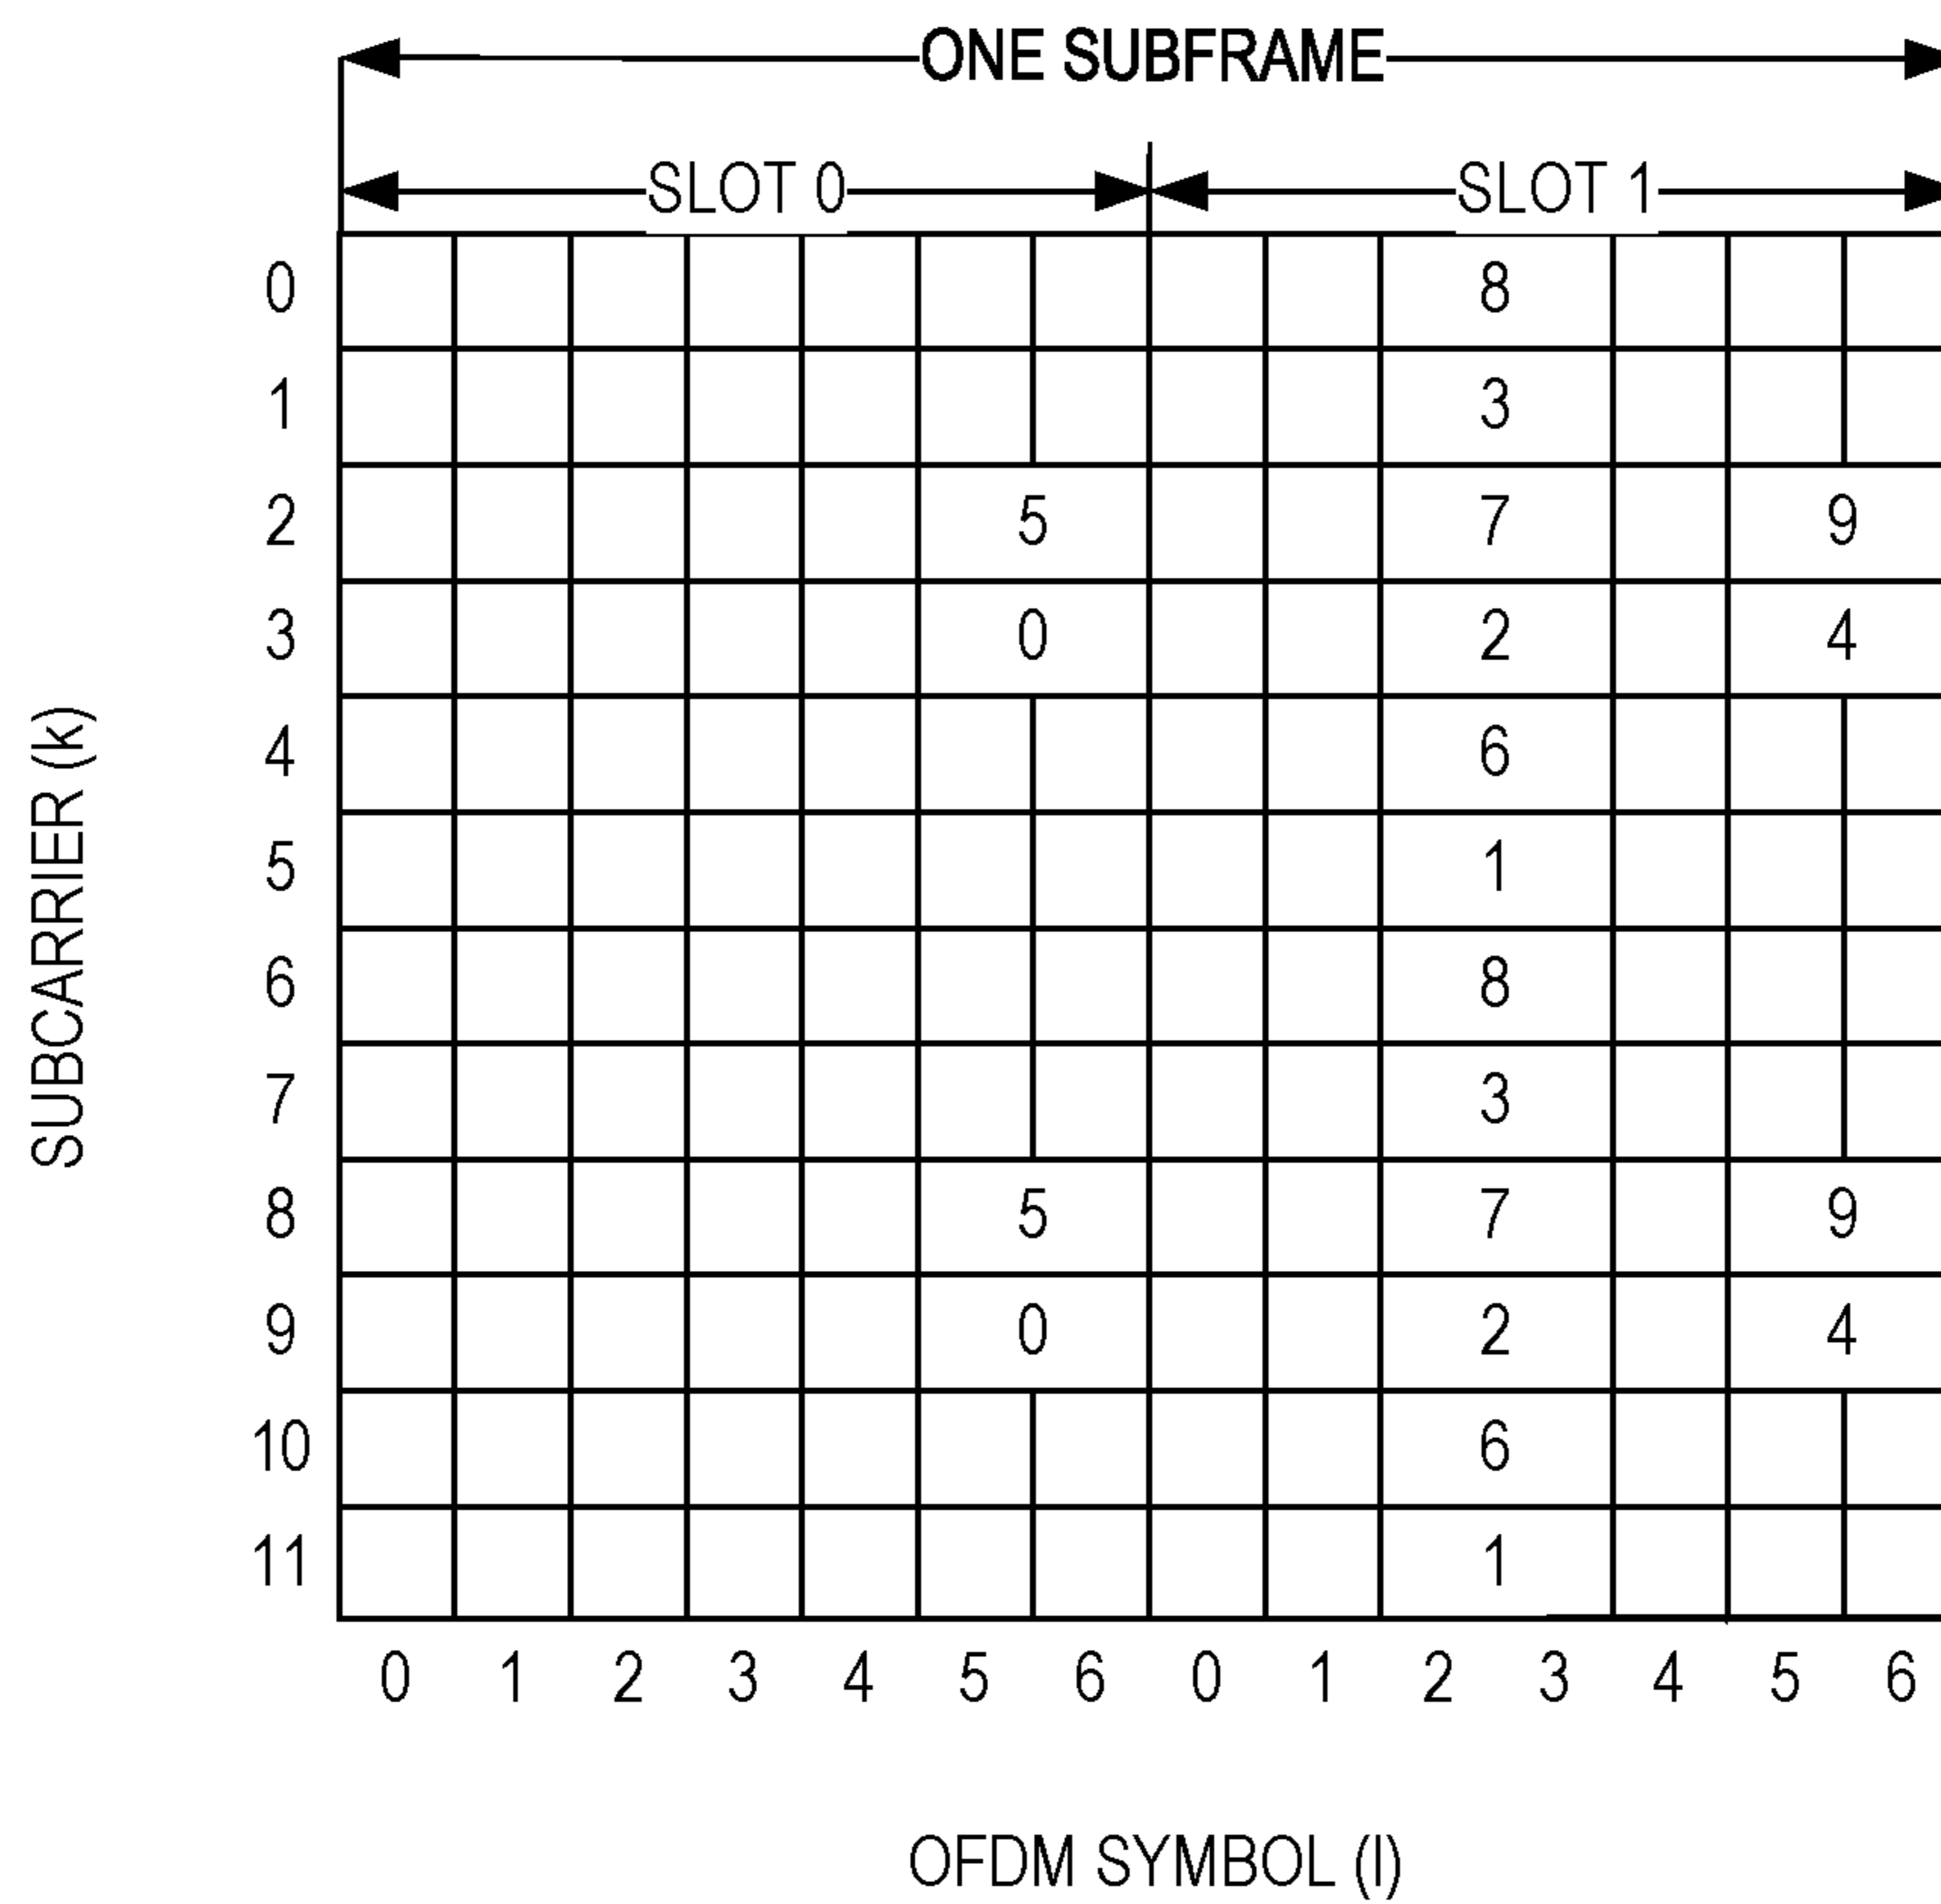 ONE SUBFRAME
SLOT 0 SLOT 1
0 8
1 3
2 5 7 9
3 0 2 4
4 6
5 1
6 8
7 3
8 5 7 9
9 0 2 4
10 6
11 1
0 1 2 3 4 5 6 0 1 2 3 4 5 6
SUBCARRIER (k)
OFDM SYMBOL (l)